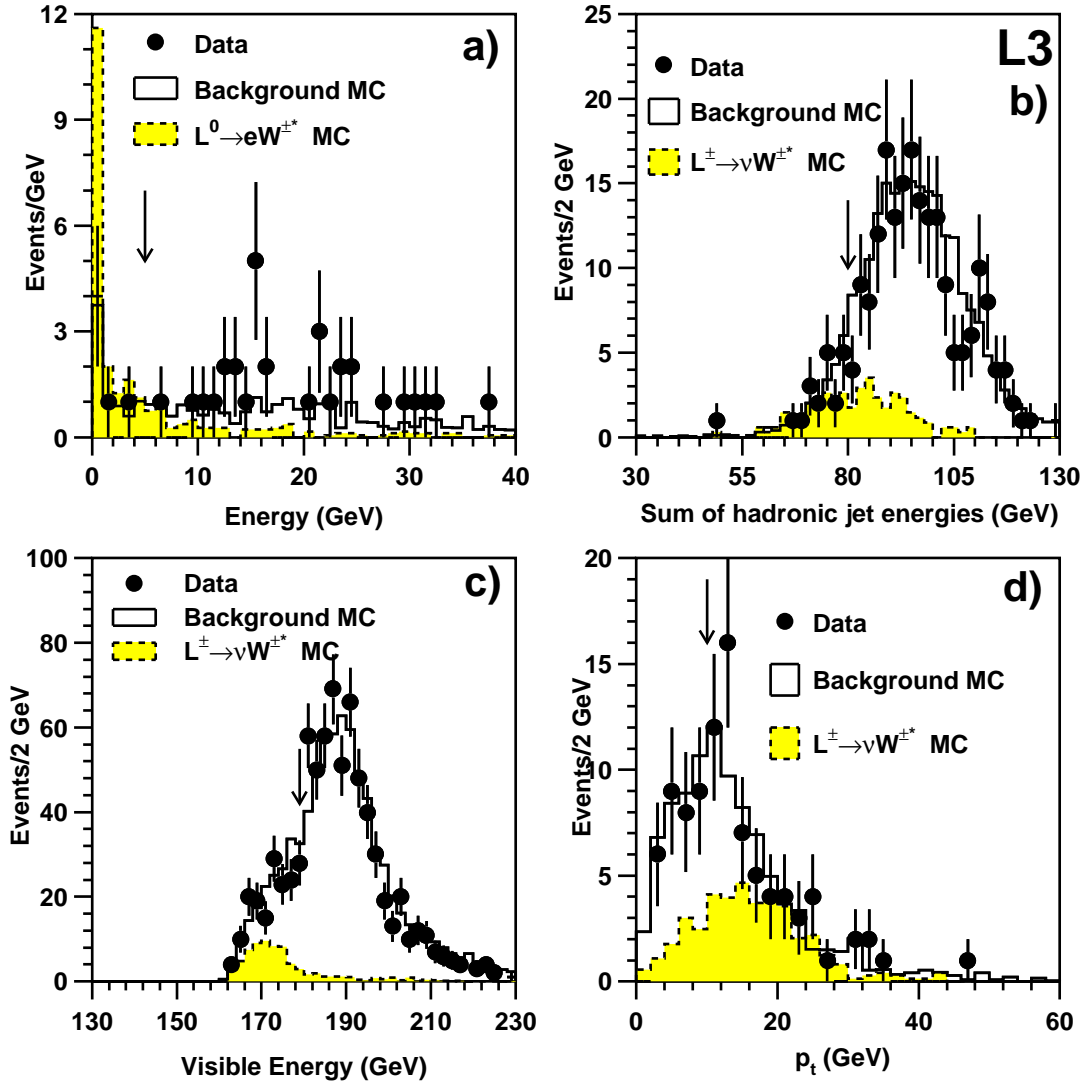 a)
Data
Background MC
L⁰→eW±* MC
12
9
6
3
0
Events/GeV
0 10 20 30 40
Energy (GeV)
L3
b)
Data
Background MC
L±→νW±* MC
25
20
15
10
5
0
Events/2 GeV
30 55 80 105 130
Sum of hadronic jet energies (GeV)
c)
Data
Background MC
L±→νW±* MC
100
80
60
40
20
0
Events/2 GeV
130 150 170 190 210 230
Visible Energy (GeV)
d)
Data
Background MC
L±→νW±* MC
20
15
10
5
0
Events/2 GeV
0 20 40 60
pt (GeV)